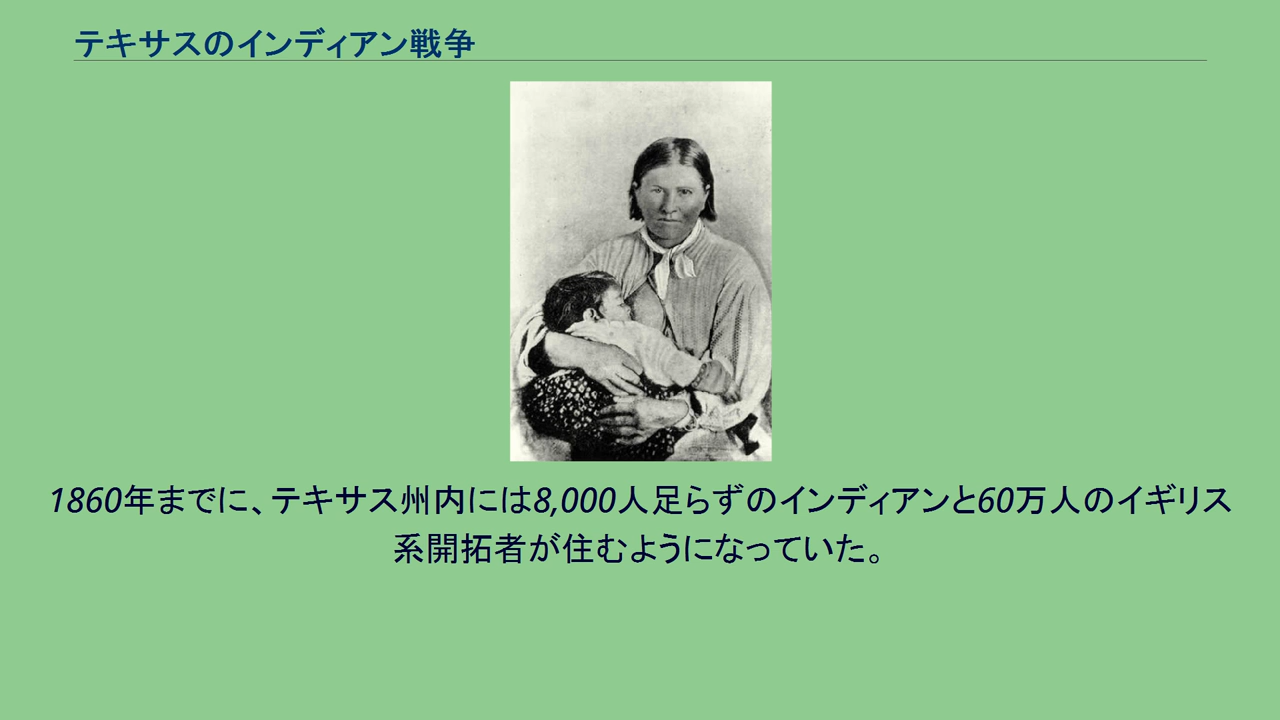 テキサスのインディアン戦争
1860年までに、テキサス州内には8,000人足らずのインディアンと60万人のイギリス
系開拓者が住むようになっていた。